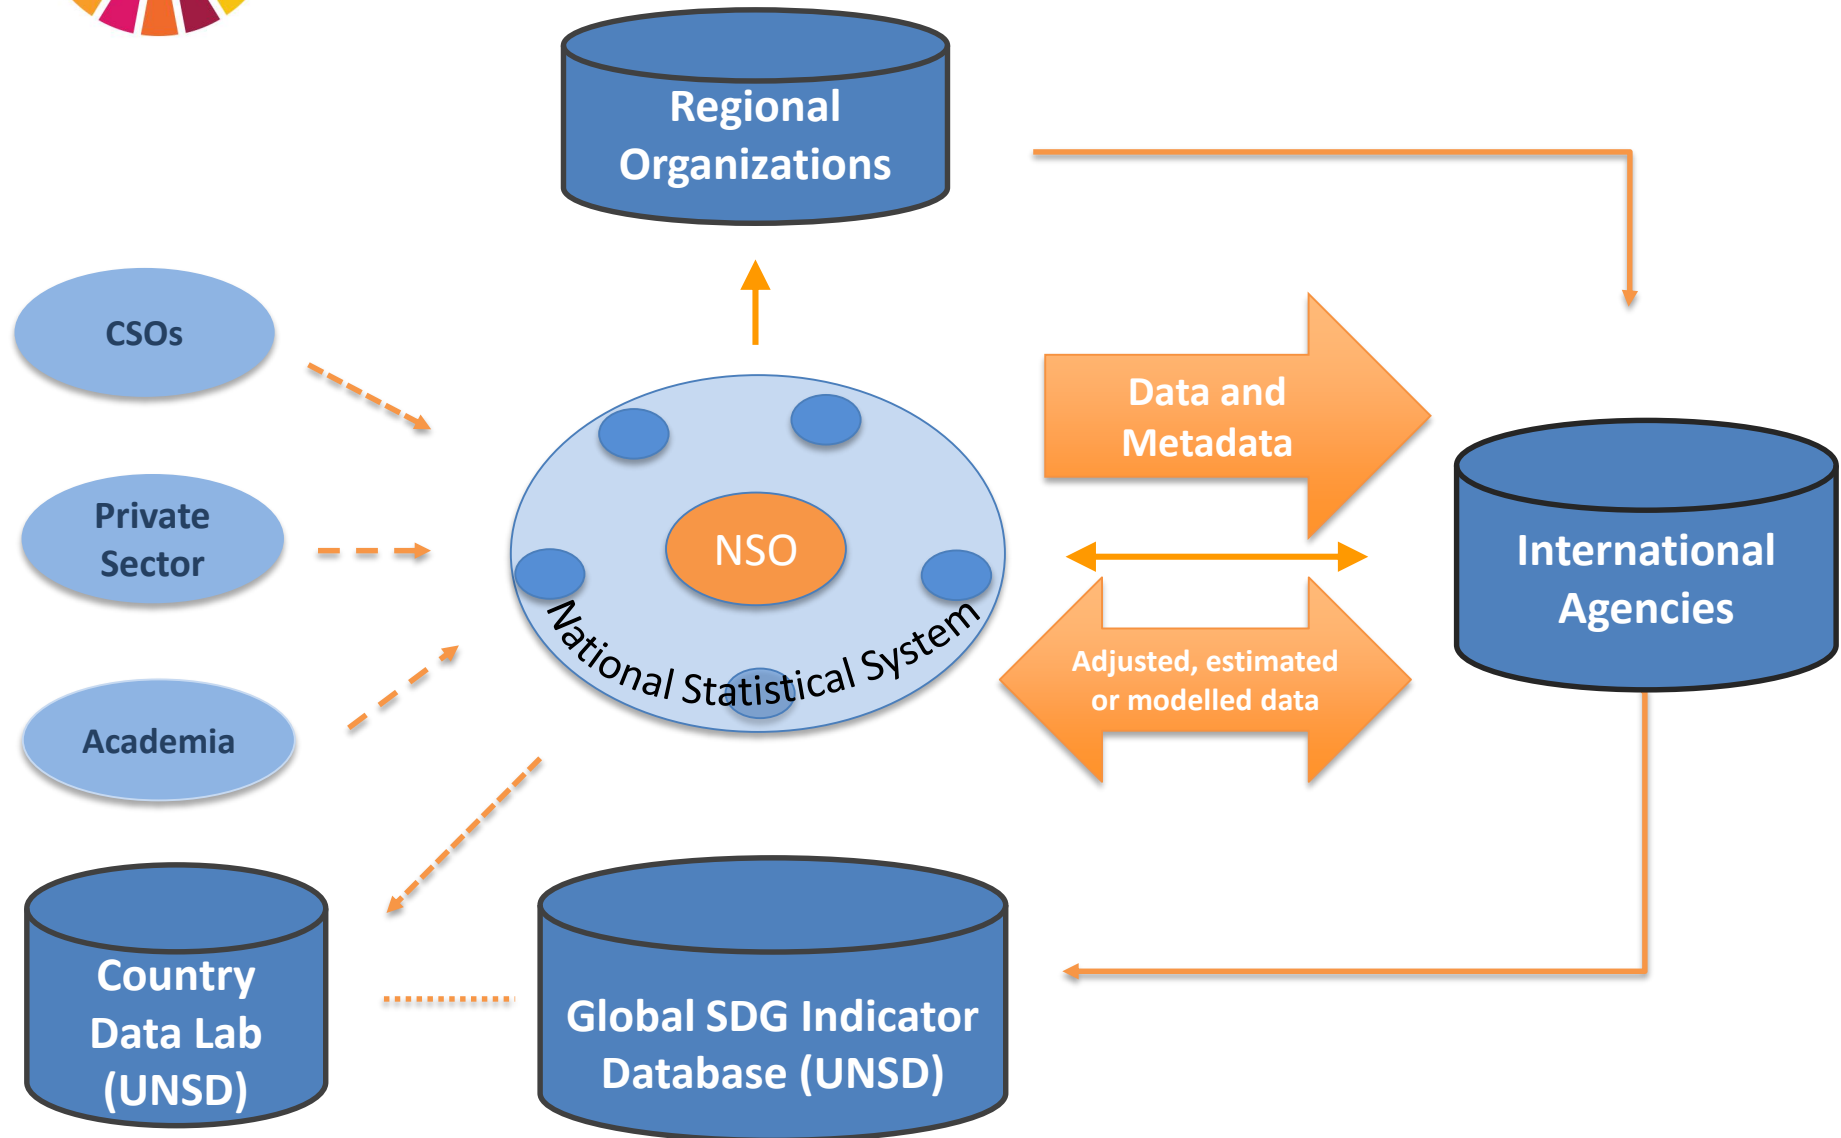 Regional
Organizations
CSOs
Data and
Metadata
Private
Sector
NSO
International
Agencies
National Statistical System
Adjusted, estimated
or modelled data
Academia
Country
Data Lab
(UNSD)
Global SDG Indicator
Database (UNSD)